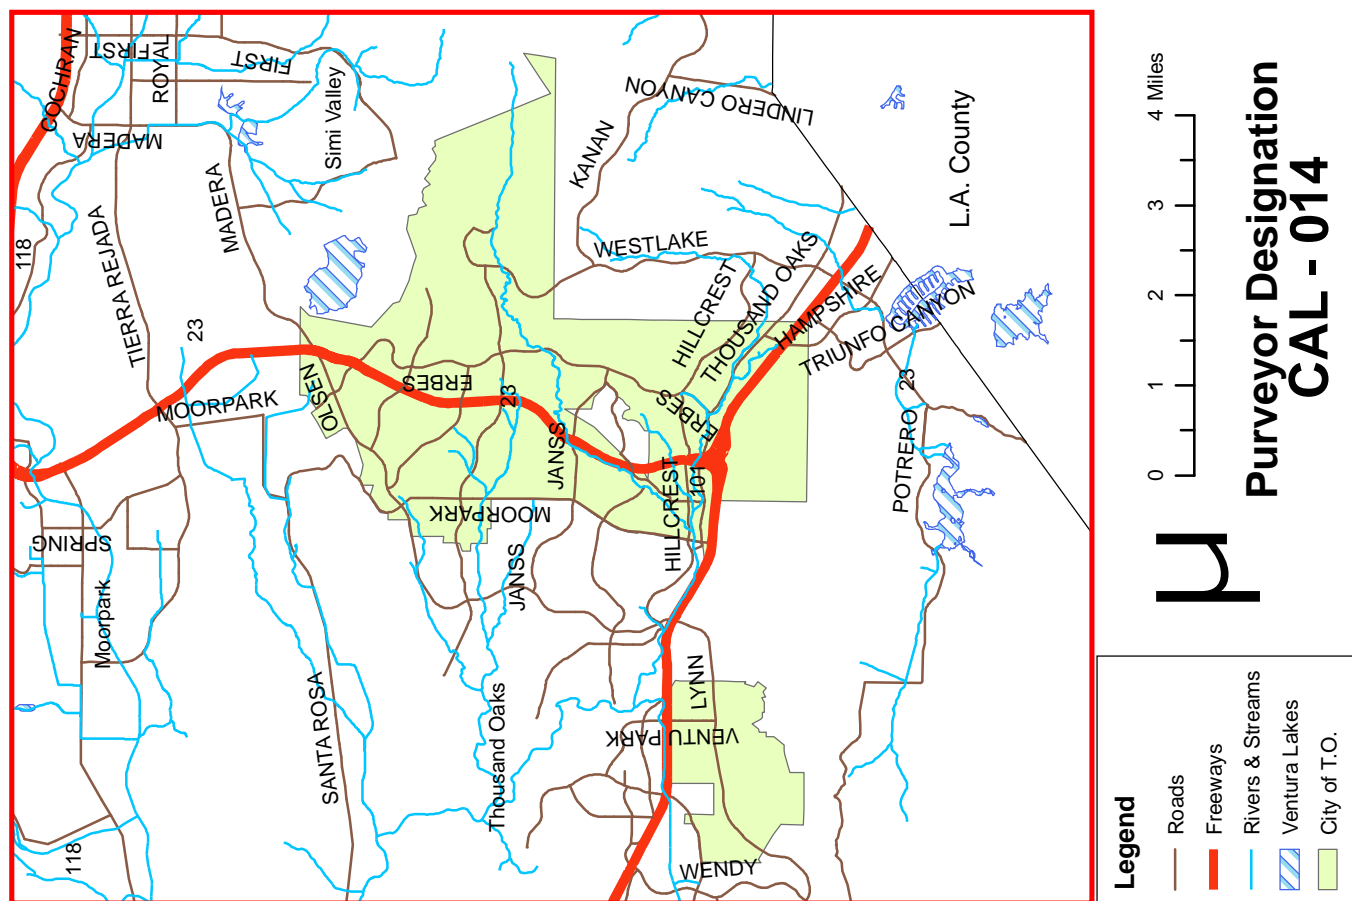 COCHRAN
FIRST
FIRST
ROYAL
FIRST
MADERA
Simi Valley
MADERA
118
TIERRA REJADA
23
MOORPARK
OLSEN
ERBES
23
JANSS
KANAN
LINDERO CANYON
L.A. County
WESTLAKE
HILLCREST
THOUSAND OAKS
HAMPSHIRE
TRIUNFO CANYON
23
ERBES
POTRERO
101
HILLCREST
MOORPARK
JANSS
SPRING
Moorpark
SANTA ROSA
Thousand Oaks
LYNN
VENTU PARK
WENDY
118
Purveyor Designation
CAL - 014
0 1 2 3 4 Miles
µ
Legend
Roads
Freeways
Rivers & Streams
Ventura Lakes
City of T.O.